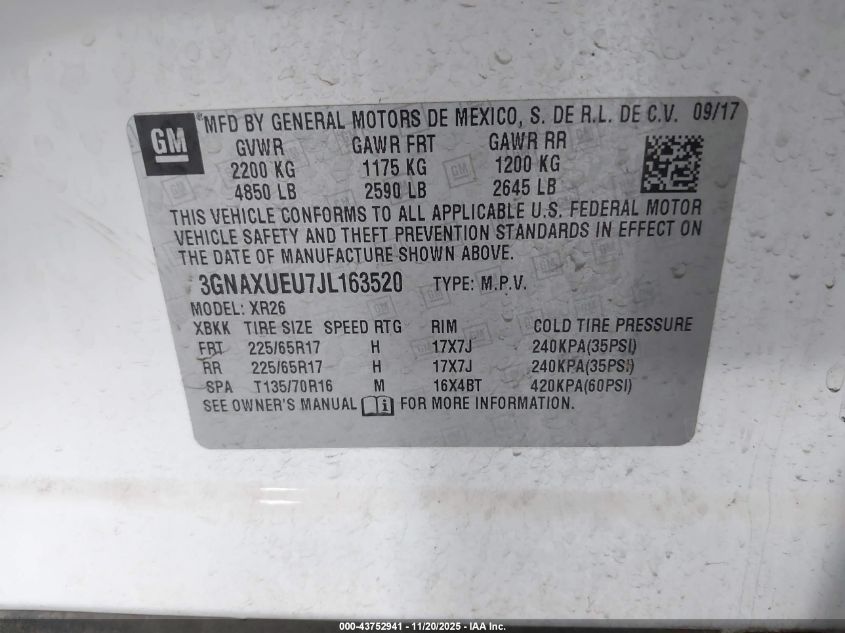 GM ®MFD BY GENERAL MOTORS DE MEXICO, S. DE R.L. DE C.V. 09/17
GVWR GAWR FRT GAWR RR
2200 KG 1175 KG 1200 KG
4850 LB 2590 LB 2645 LB
THIS VEHICLE CONFORMS TO ALL APPLICABLE U.S. FEDERAL MOTOR
VEHICLE SAFETY AND THEFT PREVENTION STANDARDS IN EFFECT ON
THE DATE OF MANUFACTURE SHOWN ABOVE.
3GNAXUEU7JL163520 TYPE: M.P.V.
MODEL: XR26
XBKK TIRE SIZE SPEED RTG RIM COLD TIRE PRESSURE
FRT 225/65R17 H 17X7J 240KPA(35PSI)
RR 225/65R17 H 17X7J 240KPA(35PSI)
SPA T135/70R16 M 16X4BT 420KPA(60PSI)
SEE OWNER'S MANUAL i FOR MORE INFORMATION.
000-43752941 - 11/20/2025 - IAA Inc.